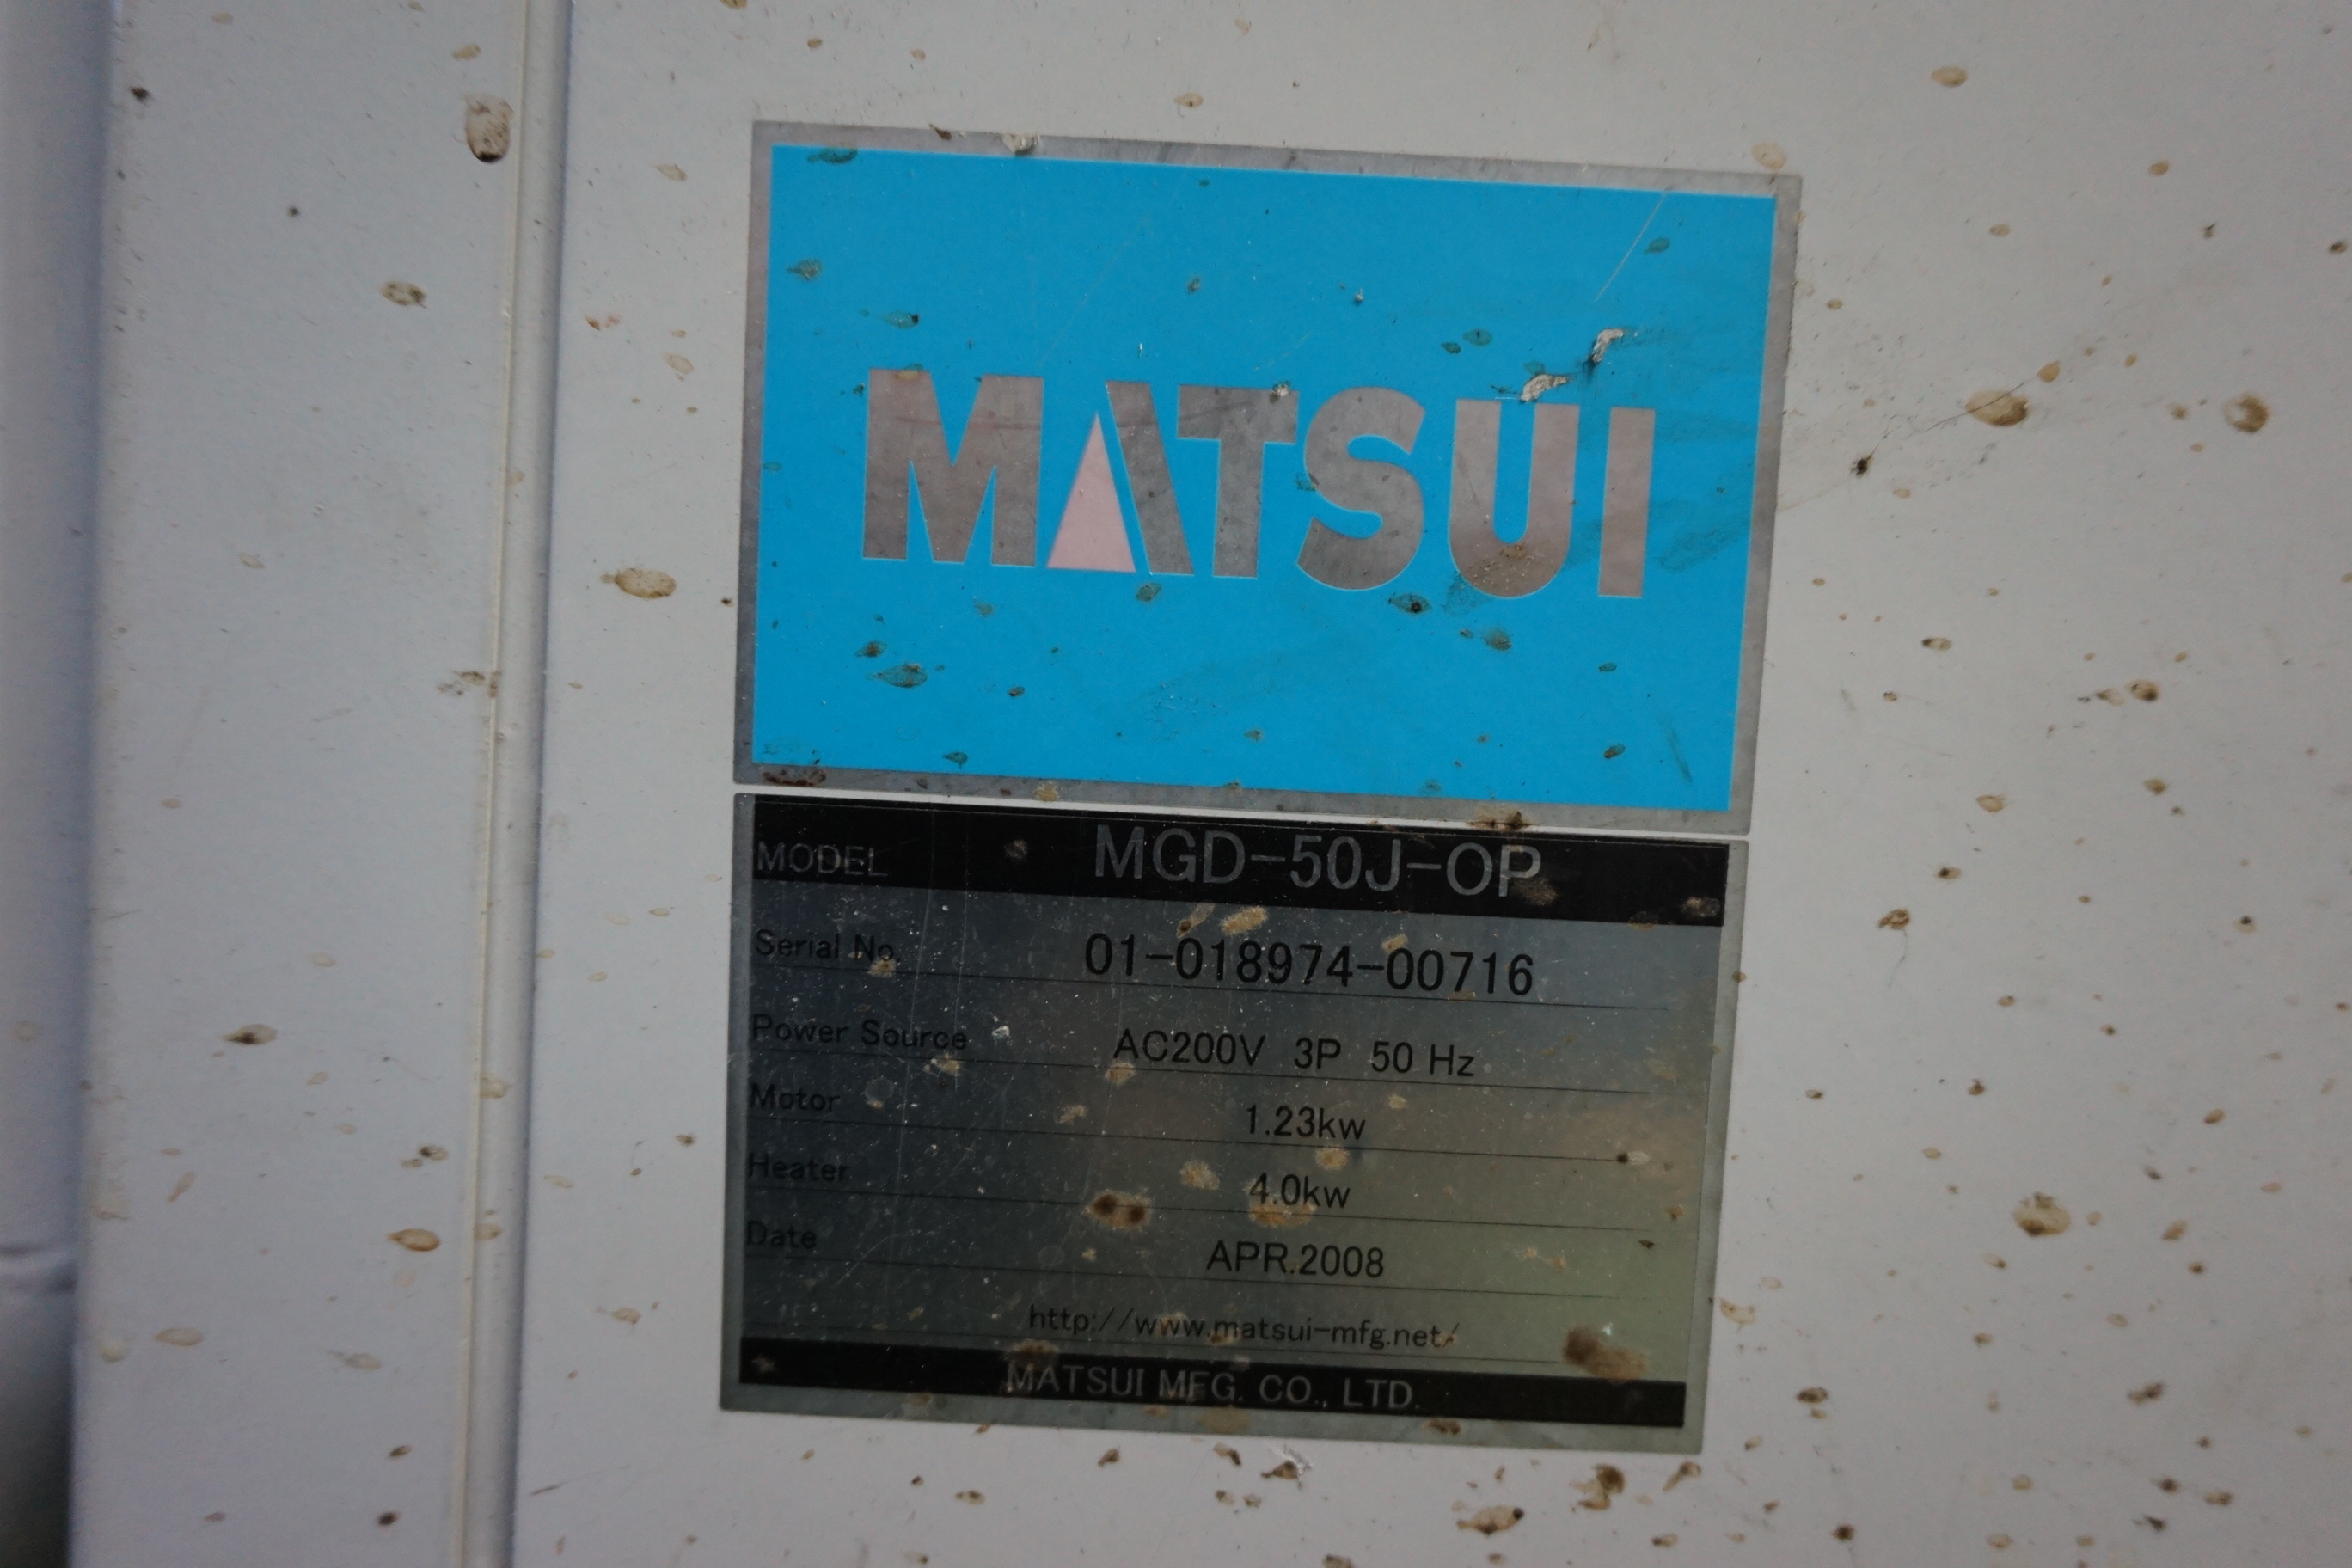 MATSUI
MODEL MGD-50J-OP
Serial No. 01-018974-00716
Power Source AC200V 3P 50 Hz
Motor 1.23kw
Heater 4.0kw
Date APR.2008
http://www.matsui-mfg.net/
MATSUI MFG. CO., LTD.